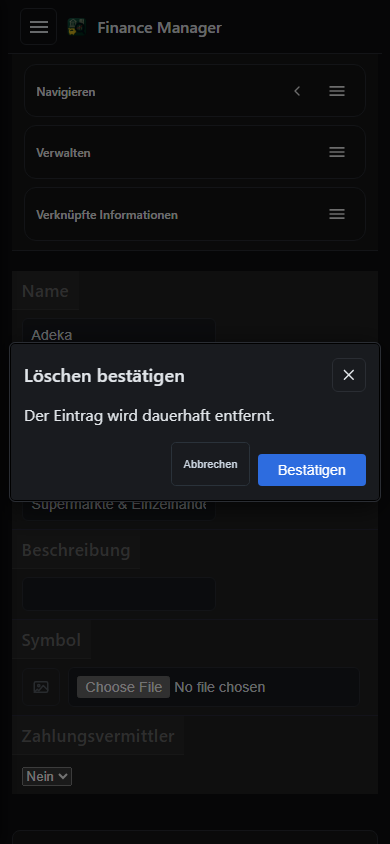 Finance Manager
Navigieren
Verwalten
Verknüpfte Informationen
Name
Adeka
Löschen bestätigen
Der Eintrag wird dauerhaft entfernt.
Abbrechen
Bestätigen
Supermärkte & Einzelhande
Beschreibung
Symbol
Choose File No file chosen
Zahlungsvermittler
Nein